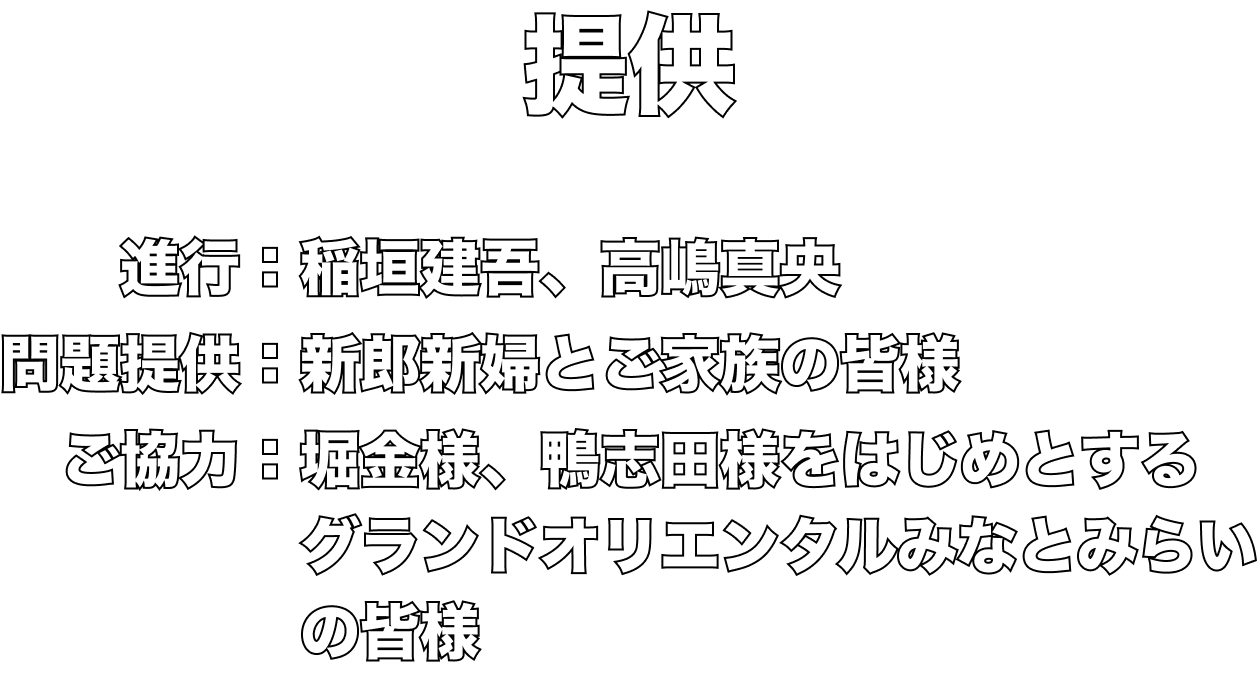 提供
進行：稲垣建吾、高嶋真央
問題提供：新郎新婦とご家族の皆様
ご協力：堀金様、鴨志田様をはじめとする
グランドオリエンタルみなとみらい
の皆様